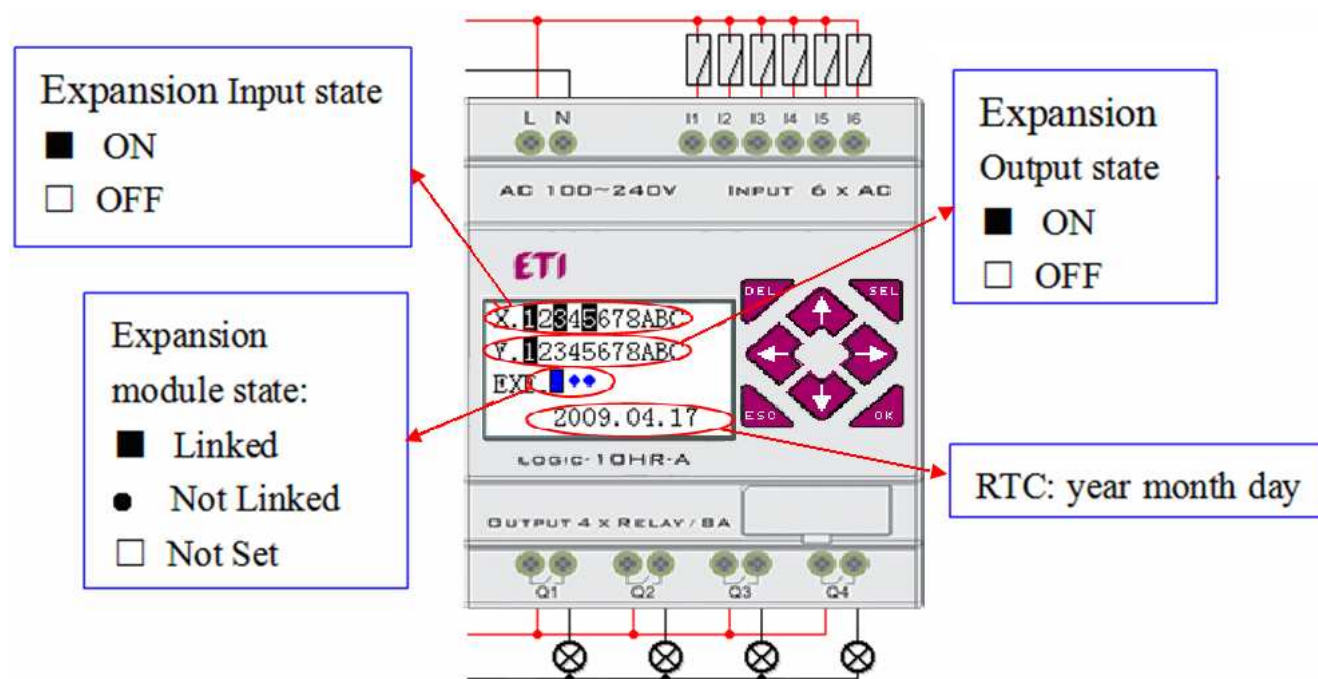 Expansion Input state
■ ON
□ OFF
Expansion
module state:
■ Linked
● Not Linked
□ Not Set
L N I1 I2 I3 I4 I5 I6
AC 100~240V INPUT 6 x AC
ETI
X.12345678ABC
Y.12345678ABC
EXE.
2009.04.17
DEL SEL
ESC OK
LOGIC-10HR-A
OUTPUT 4 x RELAY / 8A
Q1 Q2 Q3 Q4
Expansion
Output state
■ ON
□ OFF
RTC: year month day